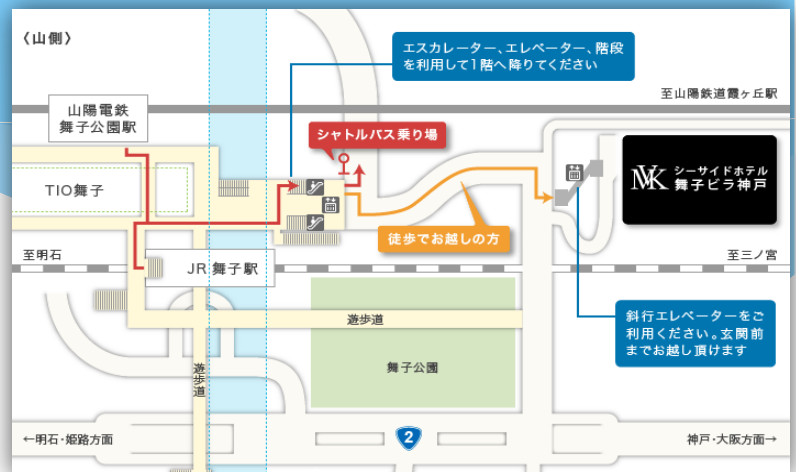 〈山側〉
エスカレーター、エレベーター、階段
を利用して1階へ降りてください
至山陽鉄道霞ヶ丘駅
山陽電鉄
舞子公園駅
シャトルバス乗り場
シーサイドホテル
舞子ビラ神戸
TIO舞子
徒歩でお越しの方
至明石
JR 舞子駅
至三ノ宮
斜行エレベーターをご
利用ください。玄関前
までお越し頂けます
遊歩道
舞子公園
遊歩道
←明石・姫路方面
2
神戸・大阪方面→